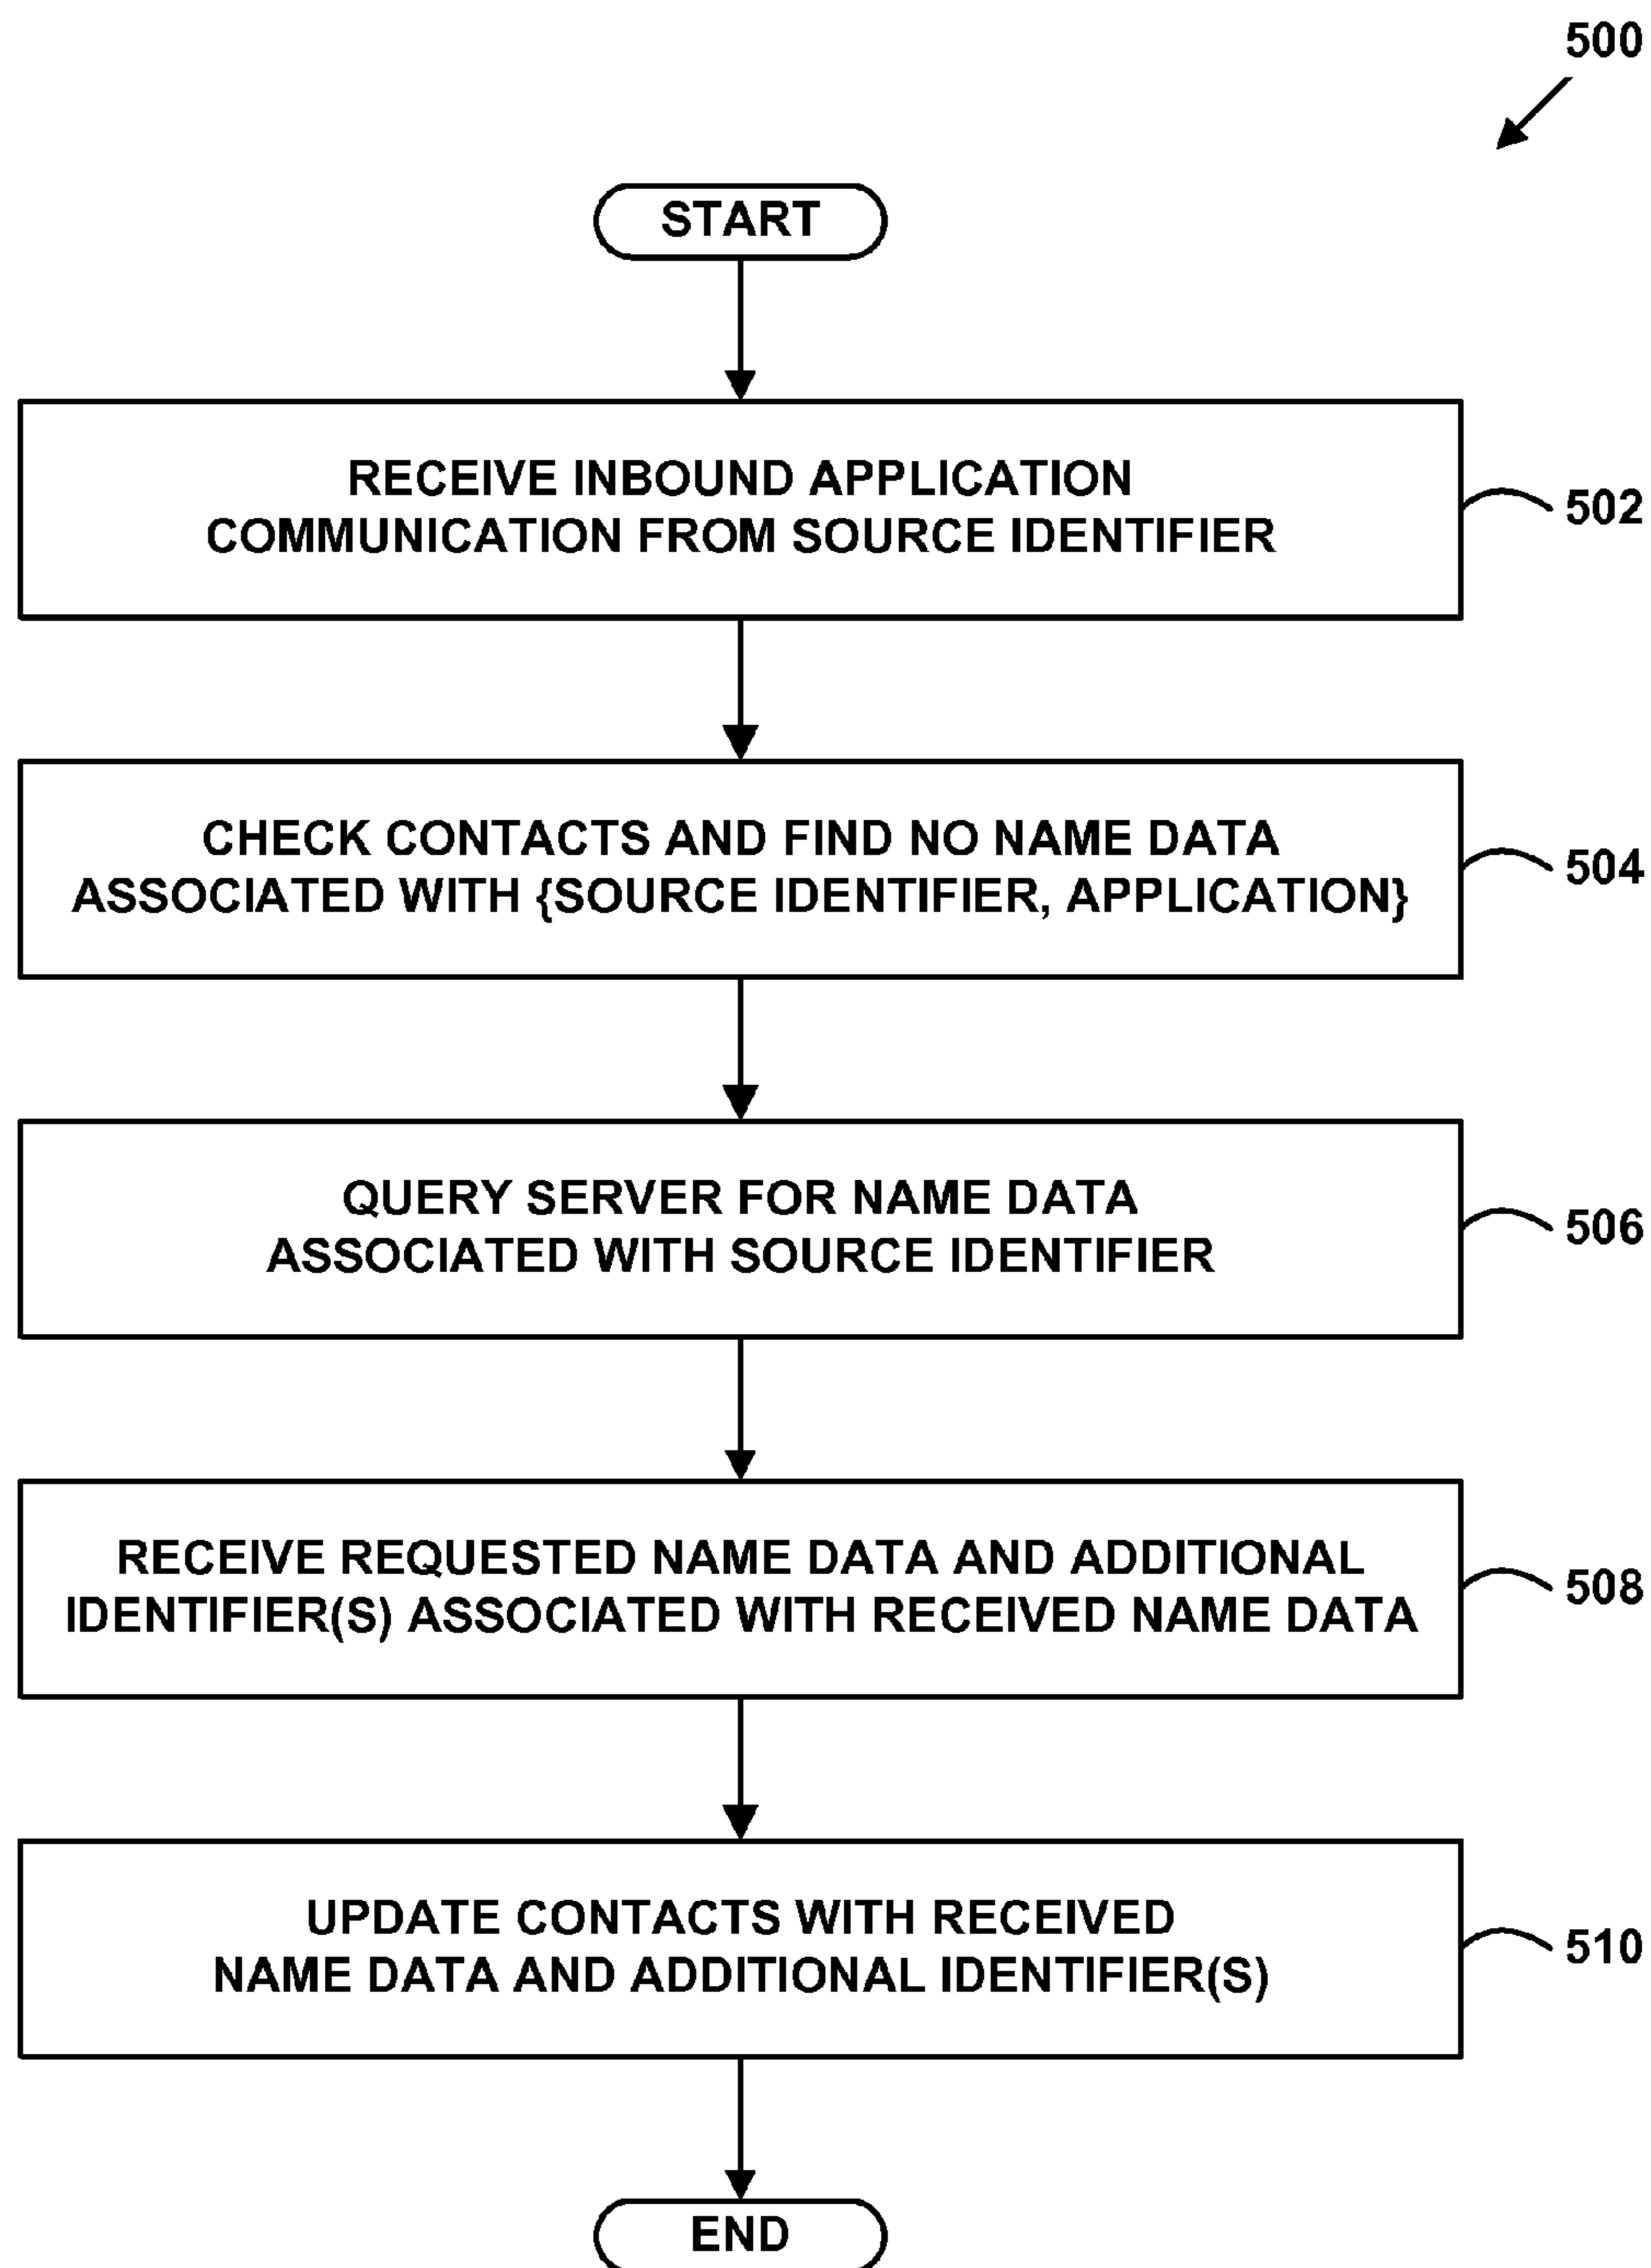 500
START
RECEIVE INBOUND APPLICATION
COMMUNICATION FROM SOURCE IDENTIFIER
502
CHECK CONTACTS AND FIND NO NAME DATA
ASSOCIATED WITH {SOURCE IDENTIFIER, APPLICATION}
504
QUERY SERVER FOR NAME DATA
ASSOCIATED WITH SOURCE IDENTIFIER
506
RECEIVE REQUESTED NAME DATA AND ADDITIONAL
IDENTIFIER(S) ASSOCIATED WITH RECEIVED NAME DATA
508
UPDATE CONTACTS WITH RECEIVED
NAME DATA AND ADDITIONAL IDENTIFIER(S)
510
END